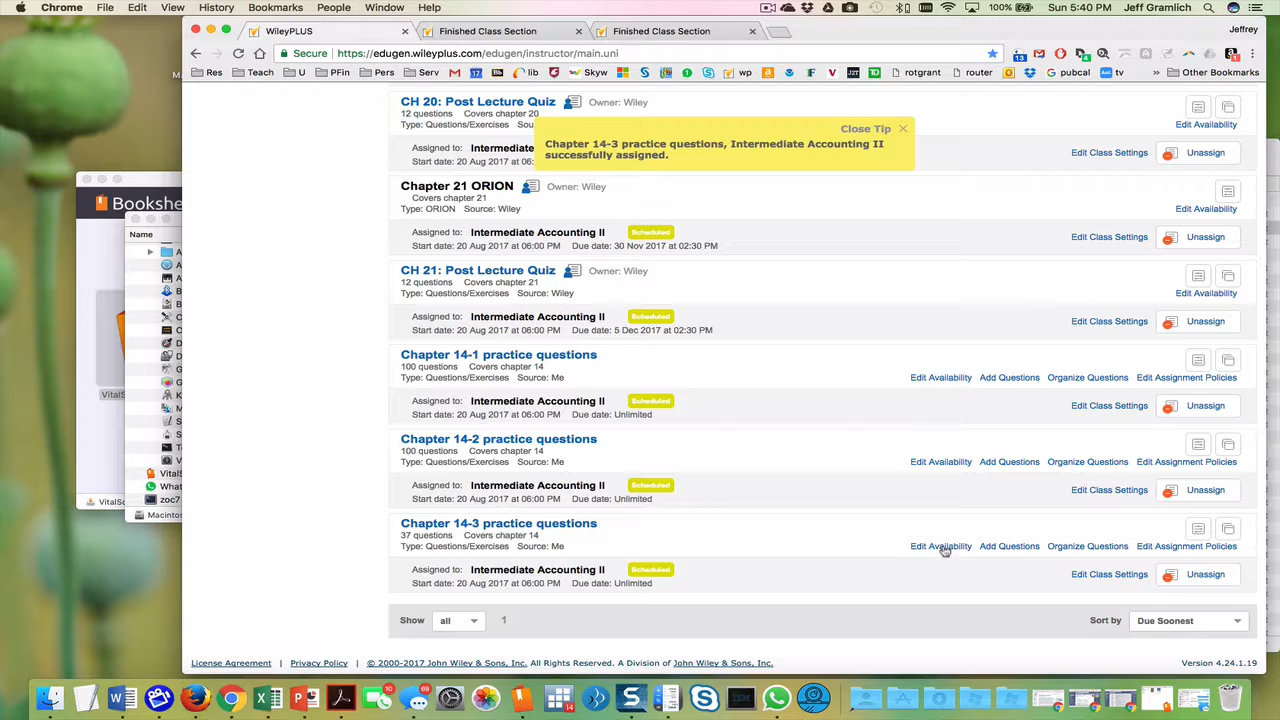 Chrome File Edit View History Bookmarks People Window Help 100% Sun 5:40 PM Jeff Gramlich
WileyPLUS Finished Class Section Finished Class Section Jeffrey
Secure https://edugen.wileyplus.com/edugen/instructor/main.uni
Res Teach U PFin Pers Serv lib Skyw wp rotgrant router pubcal tv Other Bookmarks
CH 20: Post Lecture Quiz Owner: Wiley
12 questions Covers chapter 20
Type: Questions/Exercises Edit Availability
Close Tip
Chapter 14-3 practice questions, Intermediate Accounting II
successfully assigned.
Assigned to: Edit Class Settings Unassign
Start date: 20 Aug 2017 at
Chapter 21 ORION Owner: Wiley
Covers chapter 21
Type: ORION Source: Wiley Edit Availability
Assigned to: Intermediate Accounting II Scheduled Edit Class Settings Unassign
Start date: 20 Aug 2017 at 06:00 PM Due date: 30 Nov 2017 at 02:30 PM
CH 21: Post Lecture Quiz Owner: Wiley
12 questions Covers chapter 21
Type: Questions/Exercises Source: Wiley Edit Availability
Assigned to: Intermediate Accounting II Scheduled Edit Class Settings Unassign
Start date: 20 Aug 2017 at 06:00 PM Due date: 5 Dec 2017 at 02:30 PM
Chapter 14-1 practice questions
100 questions Covers chapter 14
Type: Questions/Exercises Source: Me Edit Availability Add Questions Organize Questions Edit Assignment Policies
Assigned to: Intermediate Accounting II Scheduled Edit Class Settings Unassign
Start date: 20 Aug 2017 at 06:00 PM Due date: Unlimited
Chapter 14-2 practice questions
100 questions Covers chapter 14
Type: Questions/Exercises Source: Me Edit Availability Add Questions Organize Questions Edit Assignment Policies
Assigned to: Intermediate Accounting II Scheduled Edit Class Settings Unassign
Start date: 20 Aug 2017 at 06:00 PM Due date: Unlimited
Chapter 14-3 practice questions
37 questions Covers chapter 14
Type: Questions/Exercises Source: Me Edit Availability Add Questions Organize Questions Edit Assignment Policies
Assigned to: Intermediate Accounting II Scheduled Edit Class Settings Unassign
Start date: 20 Aug 2017 at 06:00 PM Due date: Unlimited
Show all 1 Sort by Due Soonest
License Agreement | Privacy Policy | © 2000-2017 John Wiley & Sons, Inc. All Rights Reserved. A Division of John Wiley & Sons, Inc. Version 4.24.1.19
Name
zoc7